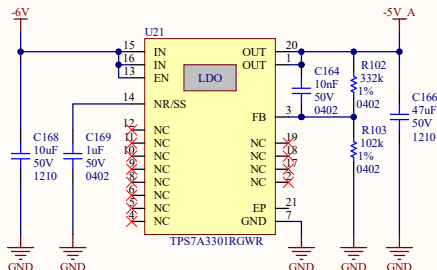 -6V
-5V_A
U21
15 IN OUT 20
16 IN OUT 1
13 EN
LDO
14 NR/SS FB 3
12 NC
11 NC NC 19
10 NC NC 18
9 NC NC 17
8 NC NC 2
6 NC
5 NC EP 21
4 NC GND 7
TPS7A3301RGWR
C168
10uF
50V
1210
C169
1uF
50V
0402
C164
10nF
50V
0402
R102
332k
1%
0402
R103
102k
1%
0402
C166
47uF
50V
1210
GND
GND
GND
GND
GND